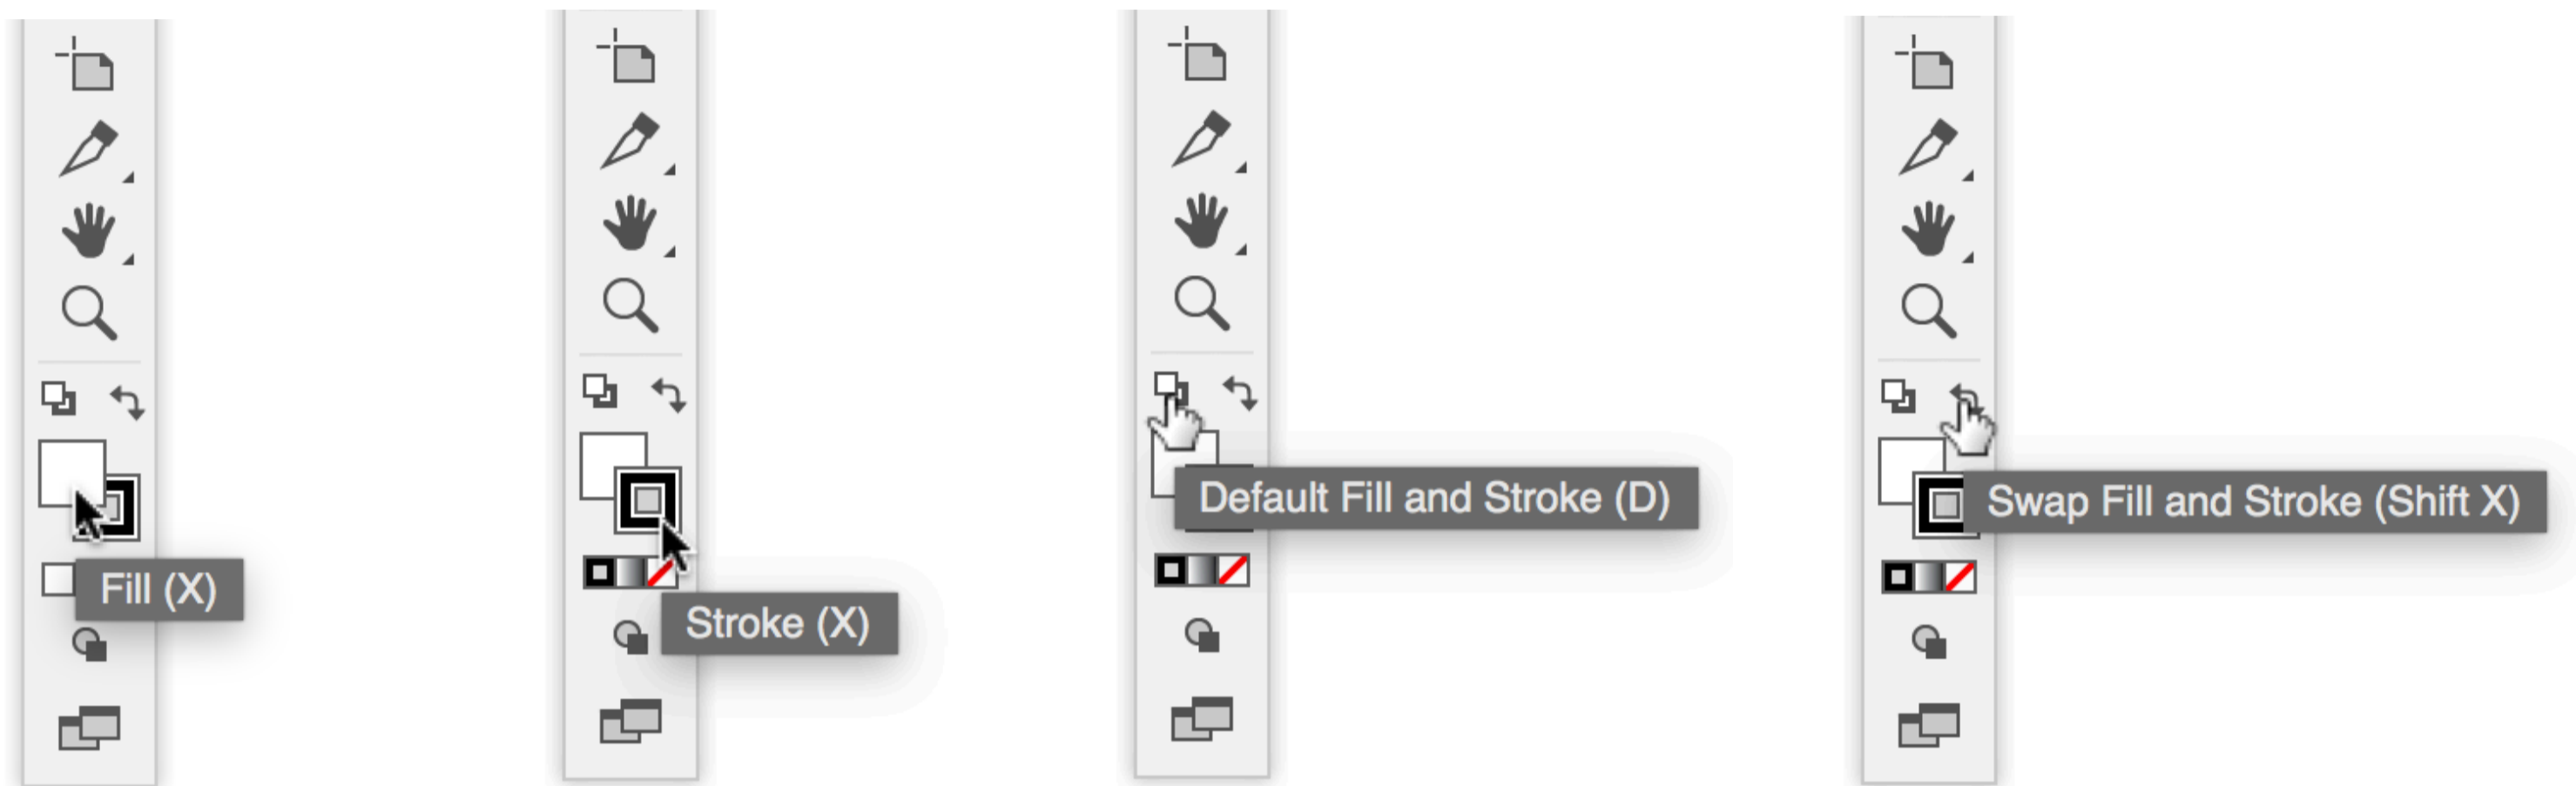 Fill (X)
Stroke (X)
Default Fill and Stroke (D)
Swap Fill and Stroke (Shift X)